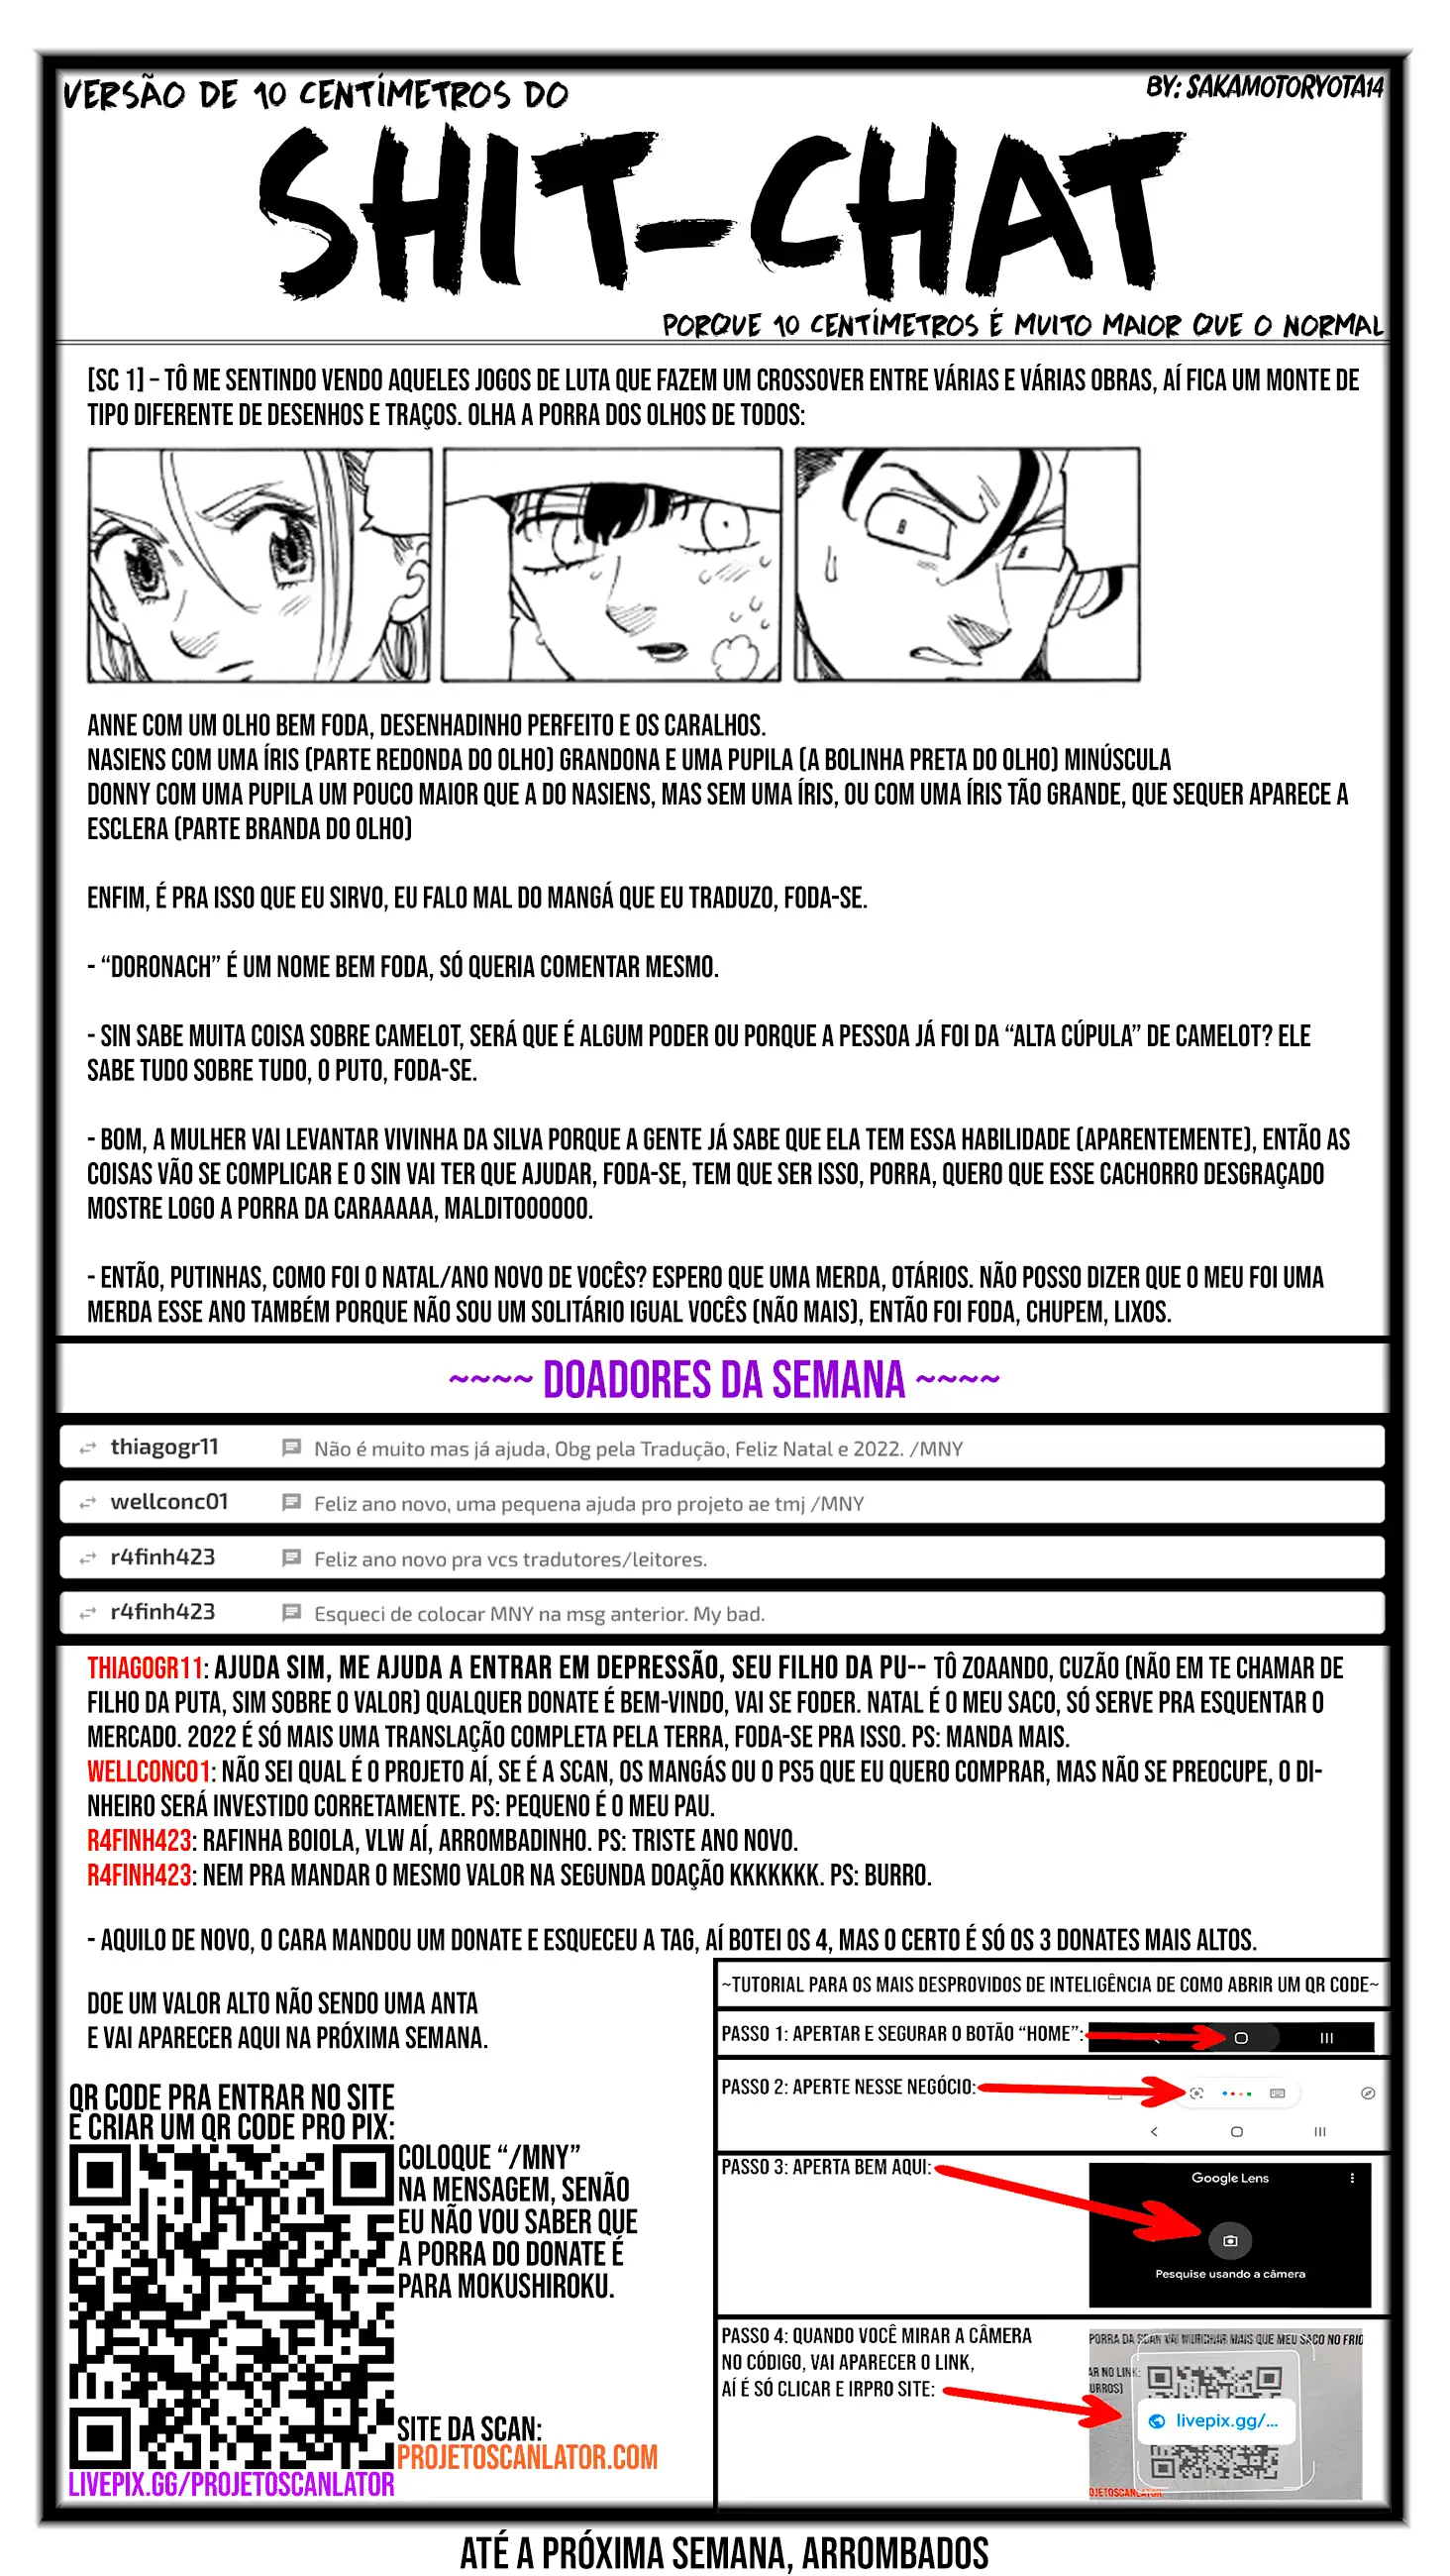 VERSÃO DE 10 CENTÍMETROS DO
BY: SAKAMOTORYOTA14
SHIT-CHAT
PORQUE 10 CENTÍMETROS É MUITO MAIOR QUE O NORMAL
[SC 1] – TÔ ME SENTINDO VENDO AQUELES JOGOS DE LUTA QUE FAZEM UM CROSSOVER ENTRE VÁRIAS E VÁRIAS OBRAS, AÍ FICA UM MONTE DE
TIPO DIFERENTE DE DESENHOS E TRAÇOS. OLHA A PORRA DOS OLHOS DE TODOS:
ANNE COM UM OLHO BEM FODA, DESENHADINHO PERFEITO E OS CARALHOS.
NASIENS COM UMA ÍRIS (PARTE REDONDA DO OLHO) GRANDONA E UMA PUPILA (A BOLINHA PRETA DO OLHO) MINÚSCULA
DONNY COM UMA PUPILA UM POUCO MAIOR QUE A DO NASIENS, MAS SEM UMA ÍRIS, OU COM UMA ÍRIS TÃO GRANDE, QUE SEQUER APARECE A
ESCLERA (PARTE BRANDA DO OLHO)
ENFIM, É PRA ISSO QUE EU SIRVO, EU FALO MAL DO MANGÁ QUE EU TRADUZO, FODA-SE.
- “DORONACH” É UM NOME BEM FODA, SÓ QUERIA COMENTAR MESMO.
- SIN SABE MUITA COISA SOBRE CAMELOT, SERÁ QUE É ALGUM PODER OU PORQUE A PESSOA JÁ FOI DA “ALTA CÚPULA” DE CAMELOT? ELE
SABE TUDO SOBRE TUDO, O PUTO, FODA-SE.
- BOM, A MULHER VAI LEVANTAR VIVINHA DA SILVA PORQUE A GENTE JÁ SABE QUE ELA TEM ESSA HABILIDADE (APARENTEMENTE), ENTÃO AS
COISAS VÃO SE COMPLICAR E O SIN VAI TER QUE AJUDAR, FODA-SE, TEM QUE SER ISSO, PORRA, QUERO QUE ESSE CACHORRO DESGRAÇADO
MOSTRE LOGO A PORRA DA CARAAAAA, MALDITOOOOOO.
- ENTÃO, PUTINHAS, COMO FOI O NATAL/ANO NOVO DE VOCÊS? ESPERO QUE UMA MERDA, OTÁRIOS. NÃO POSSO DIZER QUE O MEU FOI UMA
MERDA ESSE ANO TAMBÉM PORQUE NÃO SOU UM SOLITÁRIO IGUAL VOCÊS (NÃO MAIS), ENTÃO FOI FODA, CHUPEM, LIXOS.
~~~~ DOADORES DA SEMANA ~~~~
thiagogr11 Não é muito mas já ajuda, Obg pela Tradução, Feliz Natal e 2022. /MNY
wellconc01 Feliz ano novo, uma pequena ajuda pro projeto ae tmj /MNY
r4finh423 Feliz ano novo pra vcs tradutores/leitores.
r4finh423 Esqueci de colocar MNY na msg anterior. My bad.
THIAGOGR11: AJUDA SIM, ME AJUDA A ENTRAR EM DEPRESSÃO, SEU FILHO DA PU-- TÔ ZOAANDO, CUZÃO (NÃO EM TE CHAMAR DE
FILHO DA PUTA, SIM SOBRE O VALOR) QUALQUER DONATE É BEM-VINDO, VAI SE FODER. NATAL É O MEU SACO, SÓ SERVE PRA ESQUENTAR O
MERCADO. 2022 É SÓ MAIS UMA TRANSLAÇÃO COMPLETA PELA TERRA, FODA-SE PRA ISSO. PS: MANDA MAIS.
WELLCONC01: NÃO SEI QUAL É O PROJETO AÍ, SE É A SCAN, OS MANGÁS OU O PS5 QUE EU QUERO COMPRAR, MAS NÃO SE PREOCUPE, O DI-
NHEIRO SERÁ INVESTIDO CORRETAMENTE. PS: PEQUENO É O MEU PAU.
R4FINH423: RAFINHA BOIOLA, VLW AÍ, ARROMBADINHO. PS: TRISTE ANO NOVO.
R4FINH423: NEM PRA MANDAR O MESMO VALOR NA SEGUNDA DOAÇÃO KKKKKKK. PS: BURRO.
- AQUILO DE NOVO, O CARA MANDOU UM DONATE E ESQUECEU A TAG, AÍ BOTEI OS 4, MAS O CERTO É SÓ OS 3 DONATES MAIS ALTOS.
DOE UM VALOR ALTO NÃO SENDO UMA ANTA
E VAI APARECER AQUI NA PRÓXIMA SEMANA.
QR CODE PRA ENTRAR NO SITE
E CRIAR UM QR CODE PRO PIX:
COLOQUE “/MNY”
NA MENSAGEM, SENÃO
EU NÃO VOU SABER QUE
A PORRA DO DONATE É
PARA MOKUSHIROKU.
SITE DA SCAN:
PROJETOSCANLATOR.COM
LIVEPIX.GG/PROJETOSCANLATOR
~TUTORIAL PARA OS MAIS DESPROVIDOS DE INTELIGÊNCIA DE COMO ABRIR UM QR CODE~
PASSO 1: APERTAR E SEGURAR O BOTÃO “HOME”:
PASSO 2: APERTE NESSE NEGÓCIO:
PASSO 3: APERTA BEM AQUI:
Google Lens
Pesquise usando a câmera
PASSO 4: QUANDO VOCÊ MIRAR A CÂMERA
NO CÓDIGO, VAI APARECER O LINK,
AÍ É SÓ CLICAR E IRPRO SITE:
PORRA DA SCAN VAI MURCHAR MAIS QUE MEU SACO NO FRIO
AR NO LINK:
URROS)
livepix.gg/...
OJETOSCANLATOR
ATÉ A PRÓXIMA SEMANA, ARROMBADOS